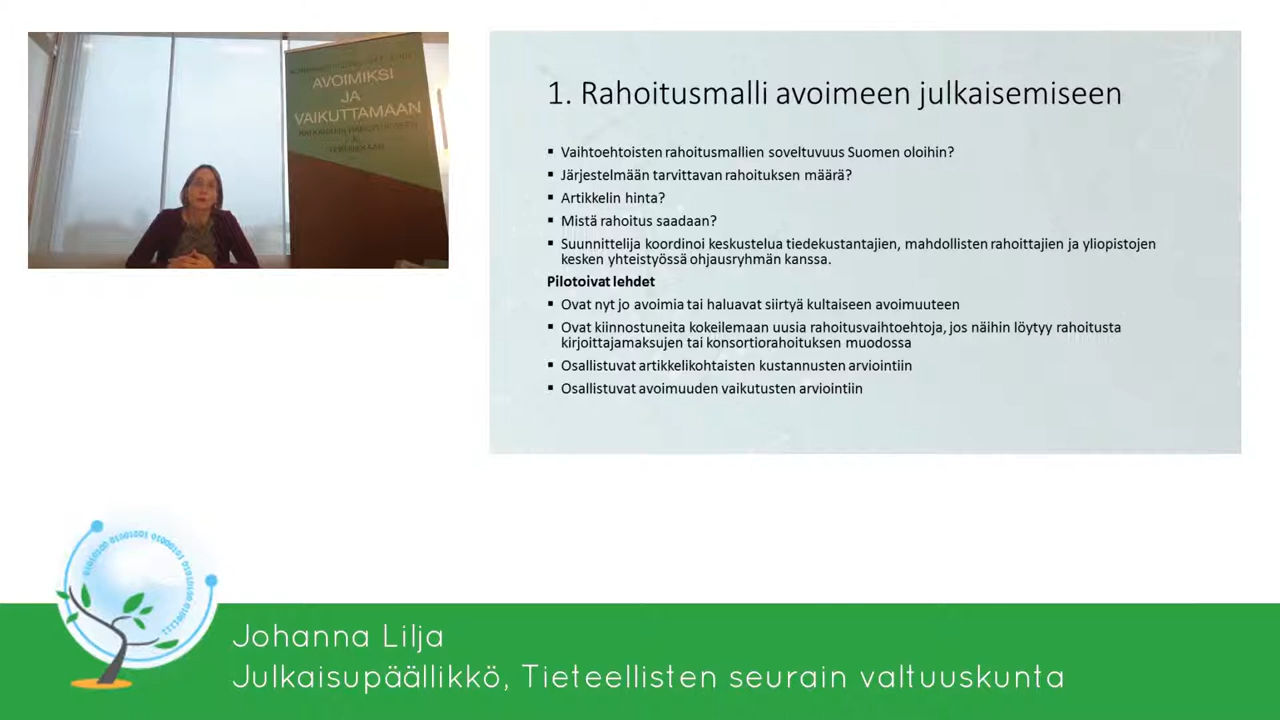 AVOIMIKSI
JA
VAIKUTTAMAAN
1. Rahoitusmalli avoimeen julkaisemiseen
▪ Vaihtoehtoisten rahoitusmallien soveltuvuus Suomen oloihin?
▪ Järjestelmään tarvittavan rahoituksen määrä?
▪ Artikkelin hinta?
▪ Mistä rahoitus saadaan?
▪ Suunnittelija koordinoi keskustelua tiedekustantajien, mahdollisten rahoittajien ja yliopistojen
kesken yhteistyössä ohjausryhmän kanssa.
Pilotoivat lehdet
▪ Ovat nyt jo avoimia tai haluavat siirtyä kultaiseen avoimuuteen
▪ Ovat kiinnostuneita kokeilemaan uusia rahoitusvaihtoehtoja, jos näihin löytyy rahoitusta
kirjoittajamaksujen tai konsortiorahoituksen muodossa
▪ Osallistuvat artikkelikohtaisten kustannusten arviointiin
▪ Osallistuvat avoimuuden vaikutusten arviointiin
Johanna Lilja
Julkaisupäällikkö, Tieteellisten seurain valtuuskunta